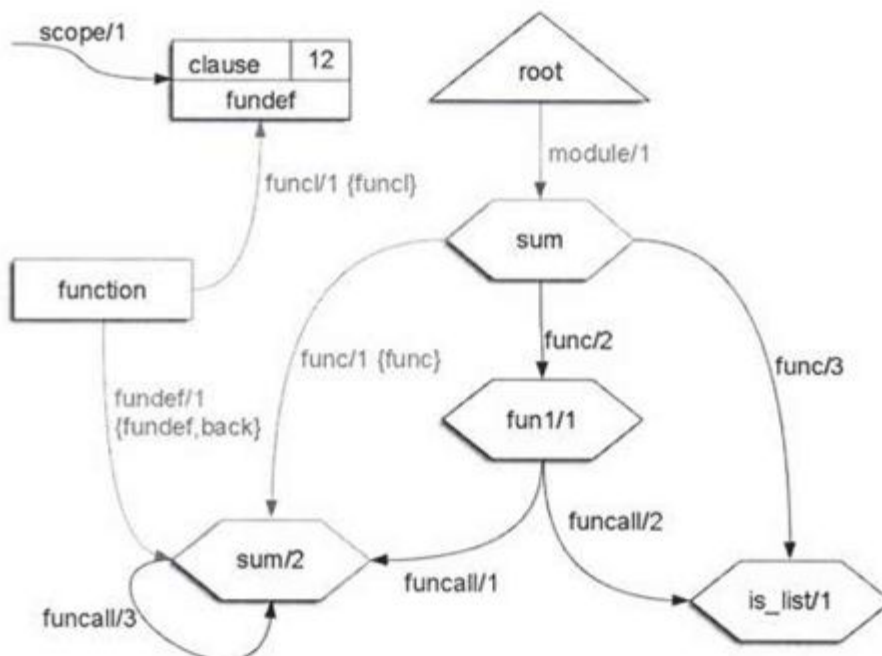 scope/1
clause 12
fundef
root
module/1
funcl/1 {funcl}
sum
function
func/2
func/1 {func}
func/3
fundef/1
{fundef,back}
fun1/1
funcall/2
sum/2
funcall/1
is_list/1
funcall/3